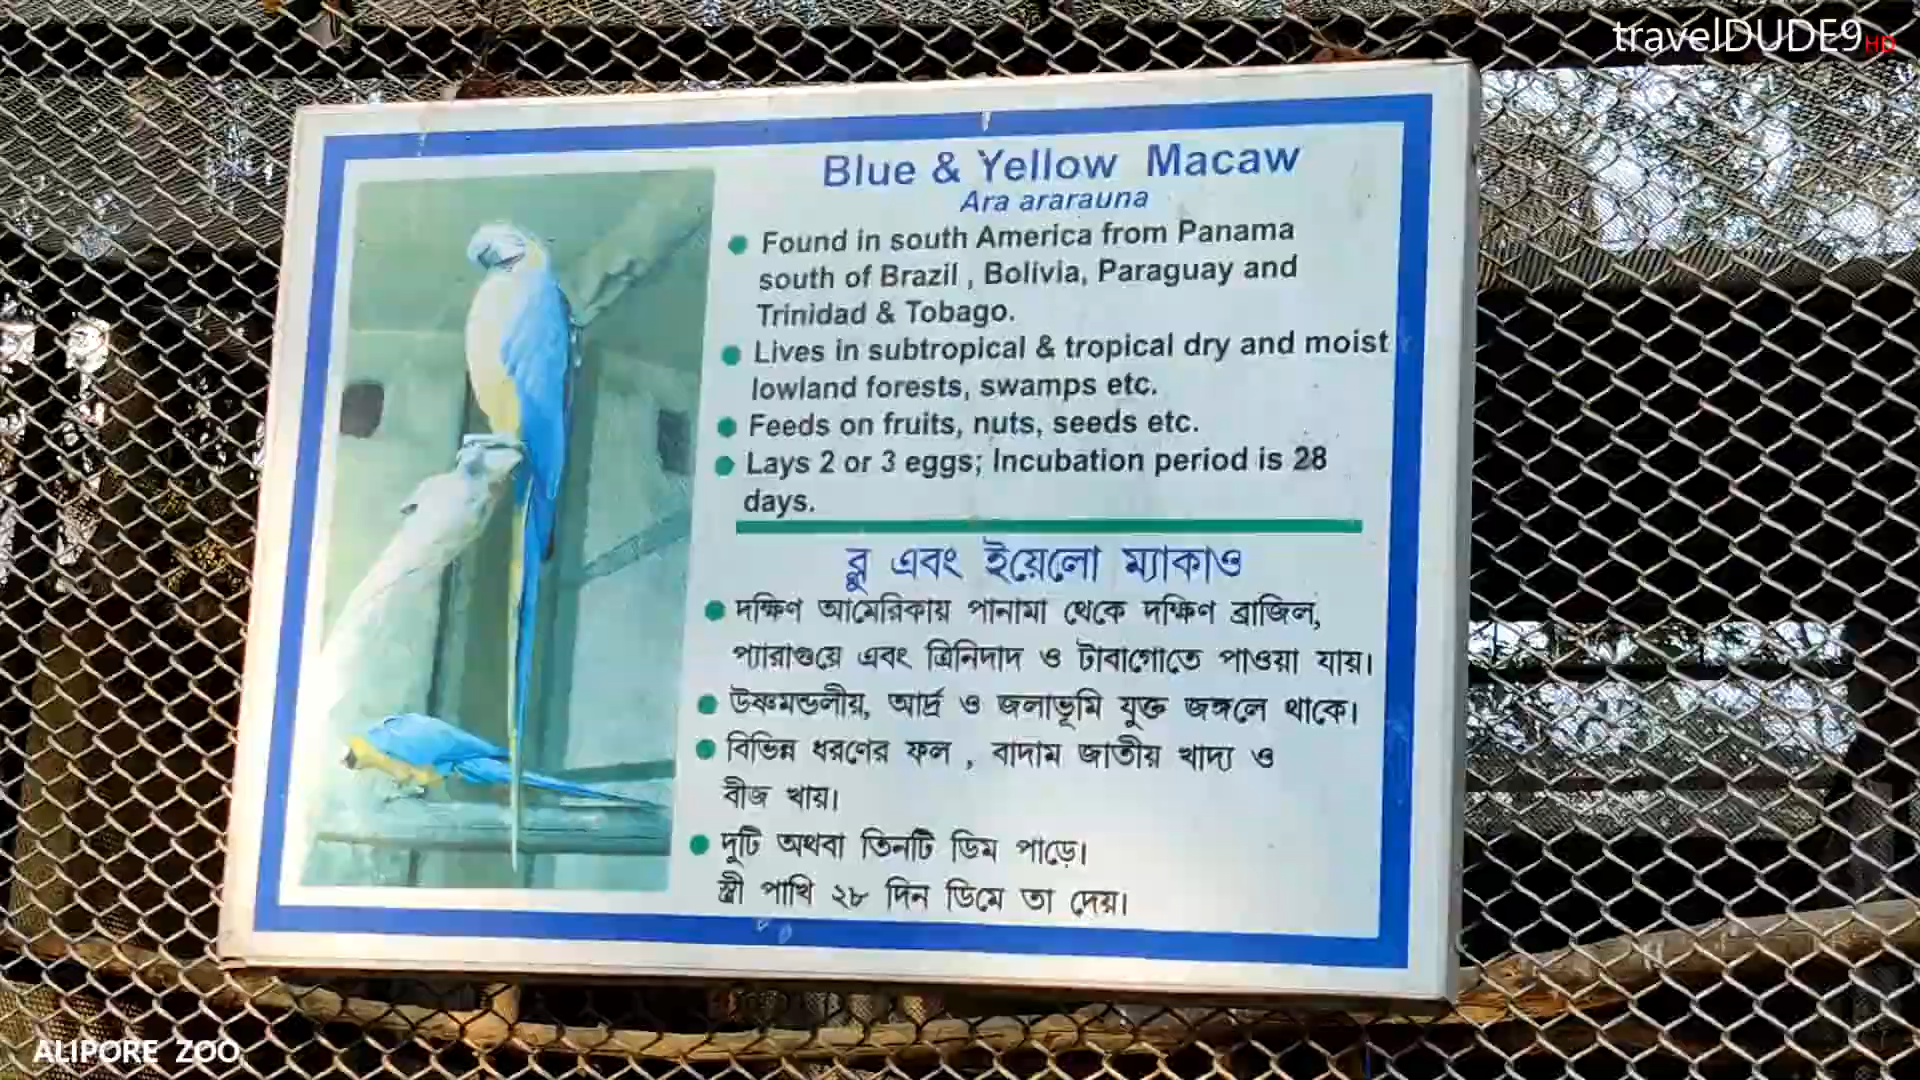 travelDUDE9HD
Blue & Yellow Macaw
Ara ararauna
Found in south America from Panama
south of Brazil , Bolivia, Paraguay and
Trinidad & Tobago.
Lives in subtropical & tropical dry and moist
lowland forests, swamps etc.
Feeds on fruits, nuts, seeds etc.
Lays 2 or 3 eggs; Incubation period is 28
days.
ব্লু এবং ইয়েলো ম্যাকাও
দক্ষিণ আমেরিকায় পানামা থেকে দক্ষিণ ব্রাজিল,
প্যারাগুয়ে এবং ত্রিনিদাদ ও টাবাগোতে পাওয়া যায়।
উষ্ণমন্ডলীয়, আর্দ্র ও জলাভূমি যুক্ত জঙ্গলে থাকে।
বিভিন্ন ধরণের ফল , বাদাম জাতীয় খাদ্য ও
বীজ খায়।
দুটি অথবা তিনটি ডিম পাড়ে।
স্ত্রী পাখি ২৮ দিন ডিমে তা দেয়।
ALIPORE ZOO